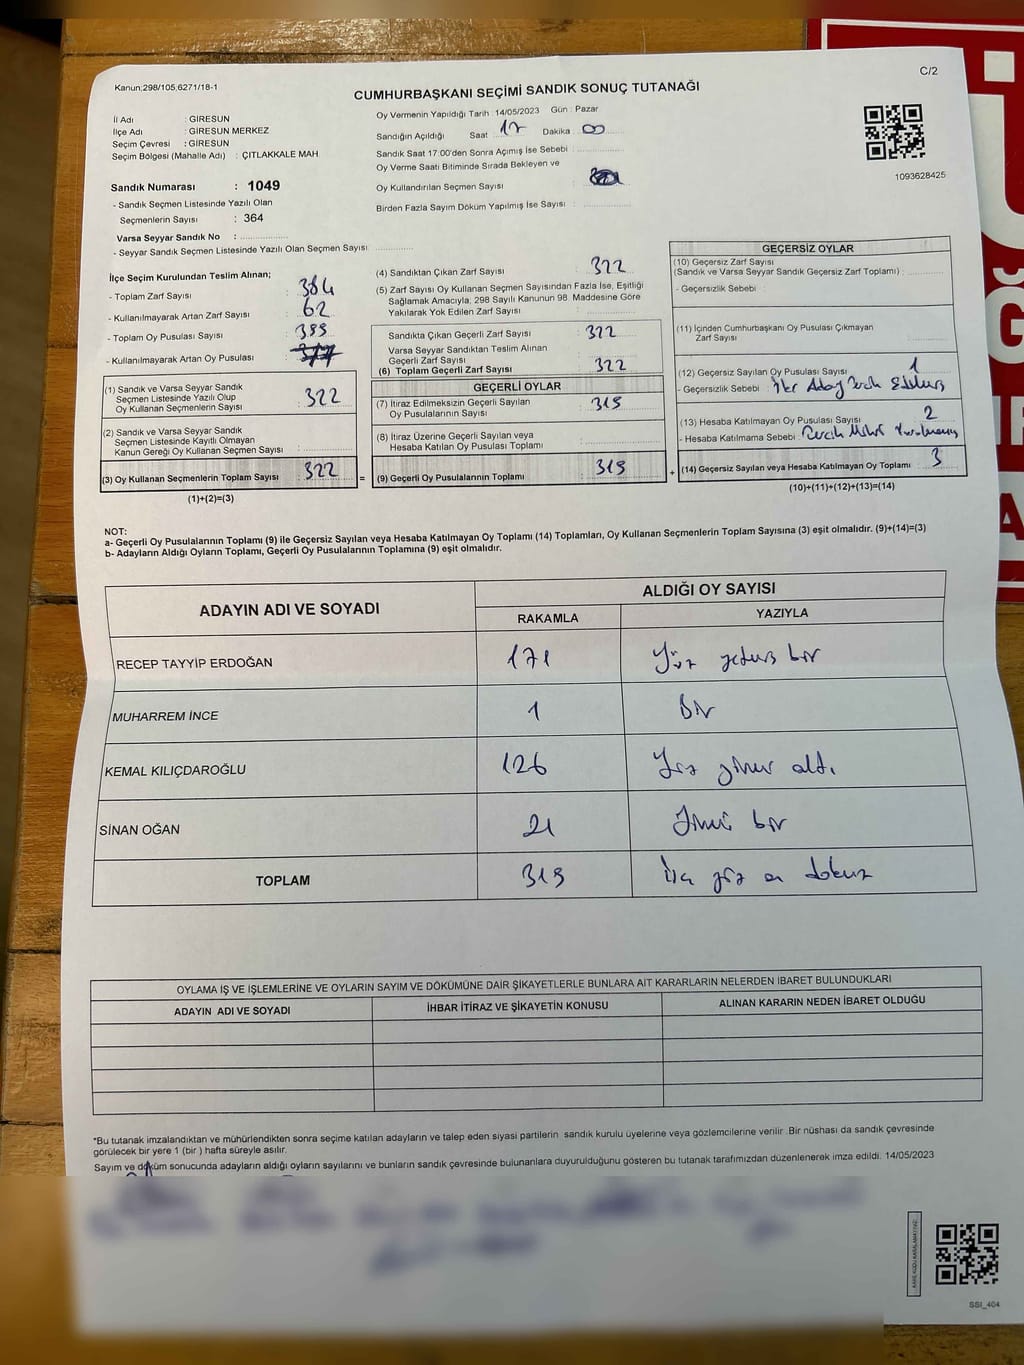 C/2
Kanun;298/105,6271/18-1
CUMHURBAŞKANI SEÇİMİ SANDIK SONUÇ TUTANAĞI
İl Adı : GİRESUN
İlçe Adı : GİRESUN MERKEZ
Seçim Çevresi : GİRESUN
Seçim Bölgesi (Mahalle Adı) : ÇITLAKKALE MAH
Sandık Numarası : 1049
- Sandık Seçmen Listesinde Yazılı Olan
Seçmenlerin Sayısı : 364
Varsa Seyyar Sandık No :
- Seyyar Sandık Seçmen Listesinde Yazılı Olan Seçmen Sayısı
Oy Vermenin Yapıldığı Tarih : 14/05/2023 Gün : Pazar
Sandığın Açıldığı Saat 17 Dakika 00
Sandık Saat 17:00'den Sonra Açımış İse Sebebi :
Oy Verme Saati Bitiminde Sırada Bekleyen ve
Oy Kullandırılan Seçmen Sayısı
Birden Fazla Sayım Döküm Yapılmış İse Sayısı :
1093628425
İlçe Seçim Kurulundan Teslim Alınan;
- Toplam Zarf Sayısı : 384
- Kullanılmayarak Artan Zarf Sayısı : 62
- Toplam Oy Pusulası Sayısı : 399
- Kullanılmayarak Artan Oy Pusulası
(1) Sandık ve Varsa Seyyar Sandık
Seçmen Listesinde Yazılı Olup
Oy Kullanan Seçmenlerin Sayısı : 322
(2) Sandık ve Varsa Seyyar Sandık
Seçmen Listesinde Kayıtlı Olmayan
Kanun Gereği Oy Kullanan Seçmen Sayısı :
(3) Oy Kullanan Seçmenlerin Toplam Sayısı : 322 =
(1)+(2)=(3)
(4) Sandıktan Çıkan Zarf Sayısı : 322
(5) Zarf Sayısı Oy Kullanan Seçmen Sayısından Fazla İse, Eşitliği
Sağlamak Amacıyla; 298 Sayılı Kanunun 98. Maddesine Göre
Yakılarak Yok Edilen Zarf Sayısı :
Sandıkta Çıkan Geçerli Zarf Sayısı : 322
Varsa Seyyar Sandıktan Teslim Alınan
Geçerli Zarf Sayısı :
(6) Toplam Geçerli Zarf Sayısı : 322
GEÇERLİ OYLAR
(7) İtiraz Edilmeksizin Geçerli Sayılan
Oy Pusulalarının Sayısı : 319
(8) İtiraz Üzerine Geçerli Sayılan veya
Hesaba Katılan Oy Pusulası Toplamı :
(9) Geçerli Oy Pusulalarının Toplamı : 319 +
GEÇERSİZ OYLAR
(10) Geçersiz Zarf Sayısı
(Sandık ve Varsa Seyyar Sandık Geçersiz Zarf Toplamı) :
- Geçersizlik Sebebi :
(11) İçinden Cumhurbaşkanı Oy Pusulası Çıkmayan
Zarf Sayısı
(12) Geçersiz Sayılan Oy Pusulası Sayısı : 1
- Geçersizlik Sebebi :
(13) Hesaba Katılmayan Oy Pusulası Sayısı : 2
- Hesaba Katılmama Sebebi :
(14) Geçersiz Sayılan veya Hesaba Katılmayan Oy Toplamı : 3
(10)+(11)+(12)+(13)=(14)
NOT:
a- Geçerli Oy Pusulalarının Toplamı (9) ile Geçersiz Sayılan veya Hesaba Katılmayan Oy Toplamı (14) Toplamları, Oy Kullanan Seçmenlerin Toplam Sayısına (3) eşit olmalıdır. (9)+(14)=(3)
b- Adayların Aldığı Oyların Toplamı, Geçerli Oy Pusulalarının Toplamına (9) eşit olmalıdır.
ADAYIN ADI VE SOYADI ALDIĞI OY SAYISI
RAKAMLA YAZIYLA
RECEP TAYYİP ERDOĞAN 171 Yüz yetmiş bir
MUHARREM İNCE 1 Bir
KEMAL KILIÇDAROĞLU 126 Yüz yirmi altı
SİNAN OĞAN 21 Yirmi bir
TOPLAM 319 Üç yüz on dokuz
OYLAMA İŞ VE İŞLEMLERİNE VE OYLARIN SAYIM VE DÖKÜMÜNE DAİR ŞİKAYETLERLE BUNLARA AİT KARARLARIN NELERDEN İBARET BULUNDUKLARI
ADAYIN ADI VE SOYADI İHBAR İTİRAZ VE ŞİKAYETİN KONUSU ALINAN KARARIN NEDEN İBARET OLDUĞU
*Bu tutanak imzalandıktan ve mühürlendikten sonra seçime katılan adayların ve talep eden siyasi partilerin sandık kurulu üyelerine veya gözlemcilerine verilir .Bir nüshası da sandık çevresinde
görülecek bir yere 1 (bir ) hafta süreyle asılır.
Sayım ve döküm sonucunda adayların aldığı oyların sayılarını ve bunların sandık çevresinde bulunanlara duyurulduğunu gösteren bu tutanak tarafımızdan düzenlenerek imza edildi. 14/05/2023
SSI_404